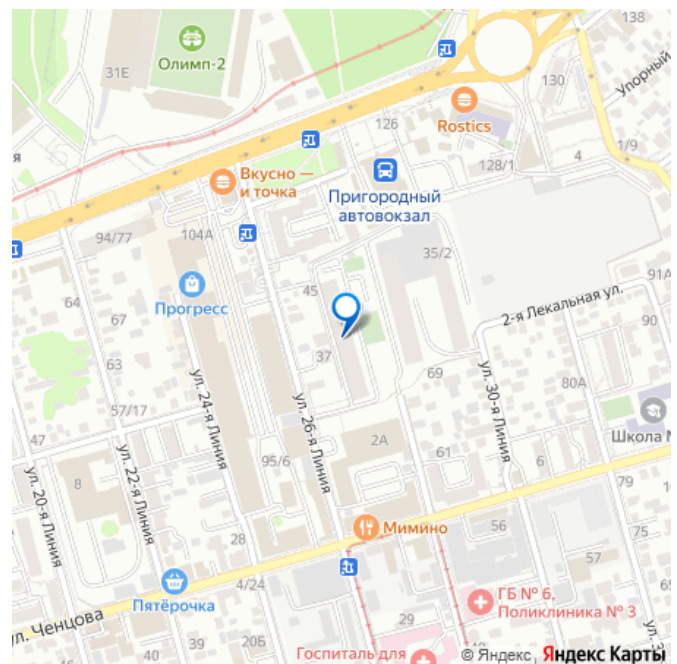 138
31Е
Олимп-2
130
Упорный
Rostics
126
1/9
128/1
4
Вкусно —
и точка
Пригородный
автовокзал
94/77
104А
35/2
45
91А
2-я Лекальная ул.
64
67
63
Прогресс
90
37
69
80А
57/17
47
ул. 24-я Линия
ул. 26-я Линия
ул. 30-я Линия
Школа №
2А
8
95/6
61
6
79
ул. 20-я Линия
ул. 22-я Линия
Мимино
56
75
28
57
4/24
Пятёрочка
ГБ № 6,
Поликлиника № 3
ул. Ченцова
29
40
39
20Б
Госпиталь для
© Яндекс
Яндекс Карты